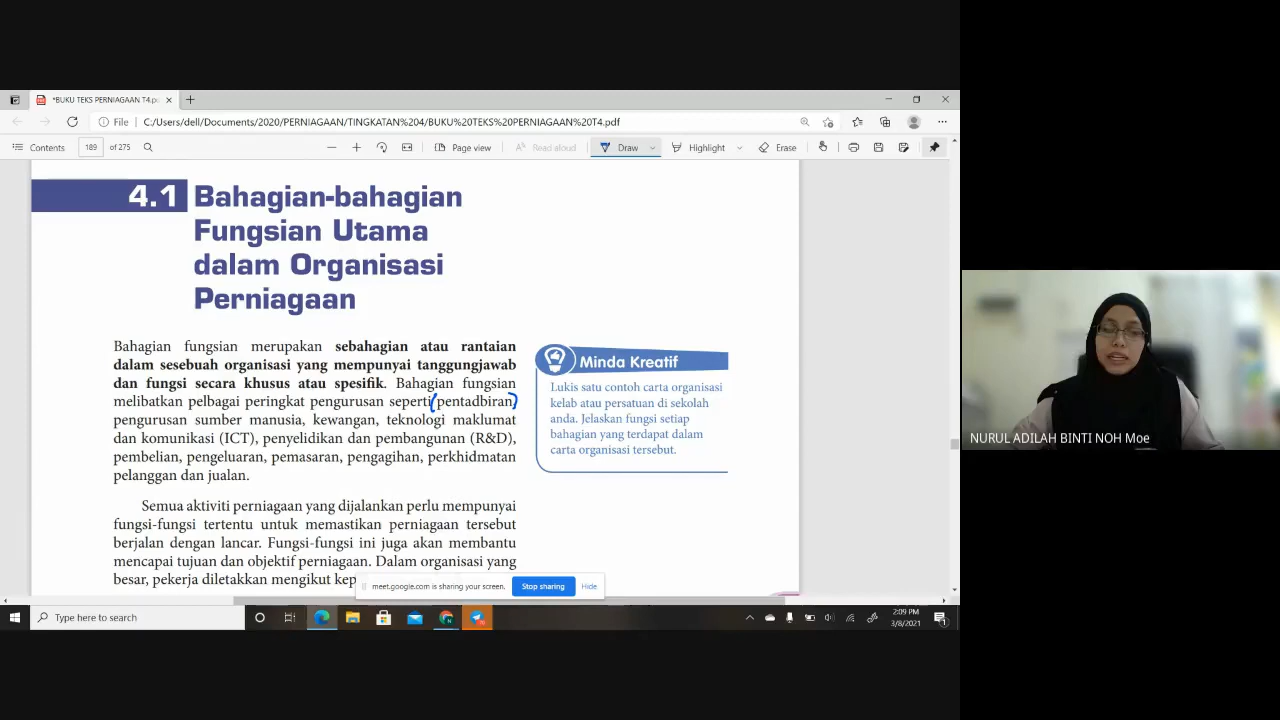 *BUKU TEKS PERNIAGAAN T4.pd
File
C:/Users/dell/Documents/2020/PERNIAGAAN/TINGKATAN%204/BUKU%20TEKS%20PERNIAGAAN%20T4.pdf
Contents
189 of 275
Page view
Read aloud
Draw
Highlight
Erase
4.1 Bahagian-bahagian
Fungsian Utama
dalam Organisasi
Perniagaan
Bahagian fungsian merupakan sebahagian atau rantaian
dalam sesebuah organisasi yang mempunyai tanggungjawab
dan fungsi secara khusus atau spesifik. Bahagian fungsian
melibatkan pelbagai peringkat pengurusan seperti pentadbiran,
pengurusan sumber manusia, kewangan, teknologi maklumat
dan komunikasi (ICT), penyelidikan dan pembangunan (R&D),
pembelian, pengeluaran, pemasaran, pengagihan, perkhidmatan
pelanggan dan jualan.
Semua aktiviti perniagaan yang dijalankan perlu mempunyai
fungsi-fungsi tertentu untuk memastikan perniagaan tersebut
berjalan dengan lancar. Fungsi-fungsi ini juga akan membantu
mencapai tujuan dan objektif perniagaan. Dalam organisasi yang
besar, pekerja diletakkan mengikut kep
Minda Kreatif
Lukis satu contoh carta organisasi
kelab atau persatuan di sekolah
anda. Jelaskan fungsi setiap
bahagian yang terdapat dalam
carta organisasi tersebut.
meet.google.com is sharing your screen.
Stop sharing
Hide
Type here to search
2:09 PM
3/8/2021
NURUL ADILAH BINTI NOH Moe